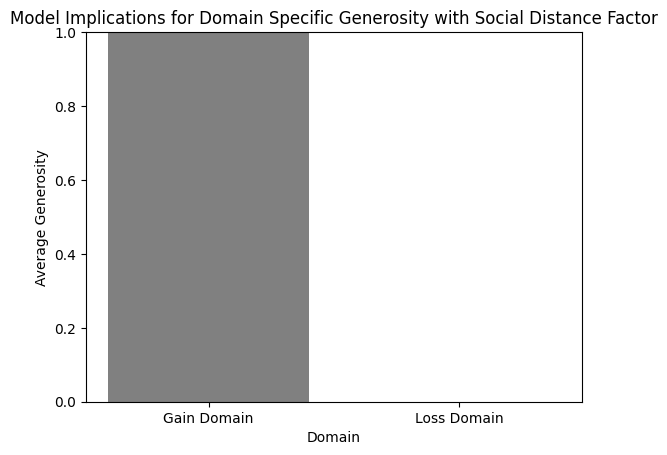 Model Implications for Domain Specific Generosity with Social Distance Factor
1.0
0.8
0.6
0.4
0.2
0.0
Average Generosity
Gain Domain
Loss Domain
Domain